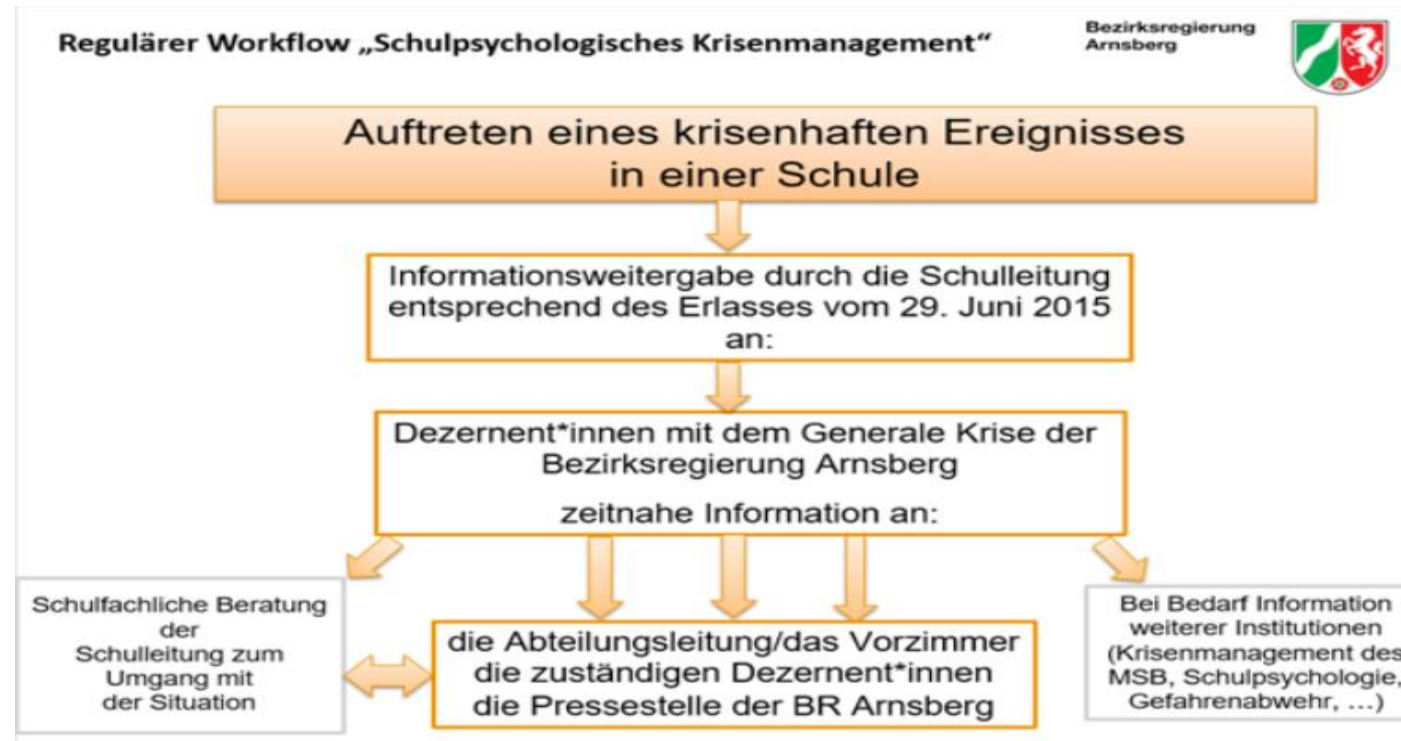 Regulärer Workflow „Schulpsychologisches Krisenmanagement“
Bezirksregierung
Arnsberg
Auftreten eines krisenhaften Ereignisses
in einer Schule
Informationsweitergabe durch die Schulleitung
entsprechend des Erlasses vom 29. Juni 2015
an:
Dezernent*innen mit dem Generale Krise der
Bezirksregierung Arnsberg
zeitnahe Information an:
Schulfachliche Beratung
der
Schulleitung zum
Umgang mit
der Situation
die Abteilungsleitung/das Vorzimmer
die zuständigen Dezernent*innen
die Pressestelle der BR Arnsberg
Bei Bedarf Information
weiterer Institutionen
(Krisenmanagement des
MSB, Schulpsychologie,
Gefahrenabwehr, …)